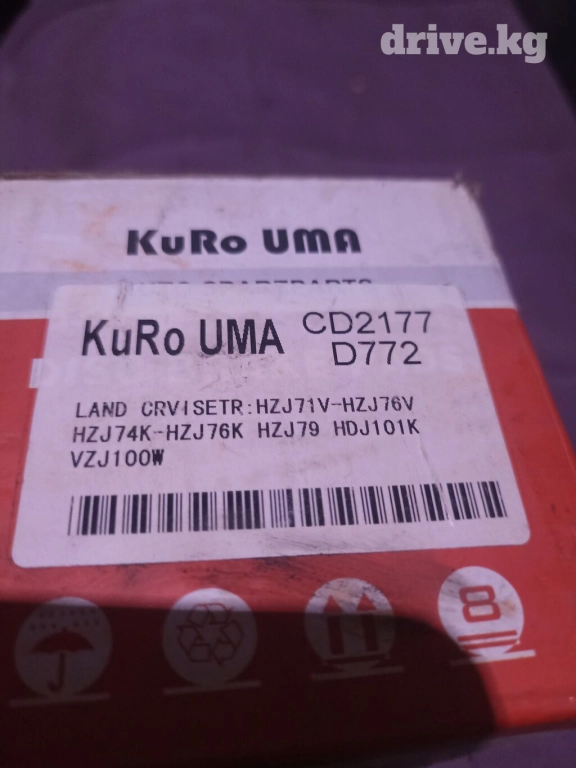 drive.kg
KuRo UMA
KuRo UMA CD2177
D772
LAND CRVISETR:HZJ71V-HZJ76V
HZJ74K-HZJ76K HZJ79 HDJ101K
VZJ100W
8